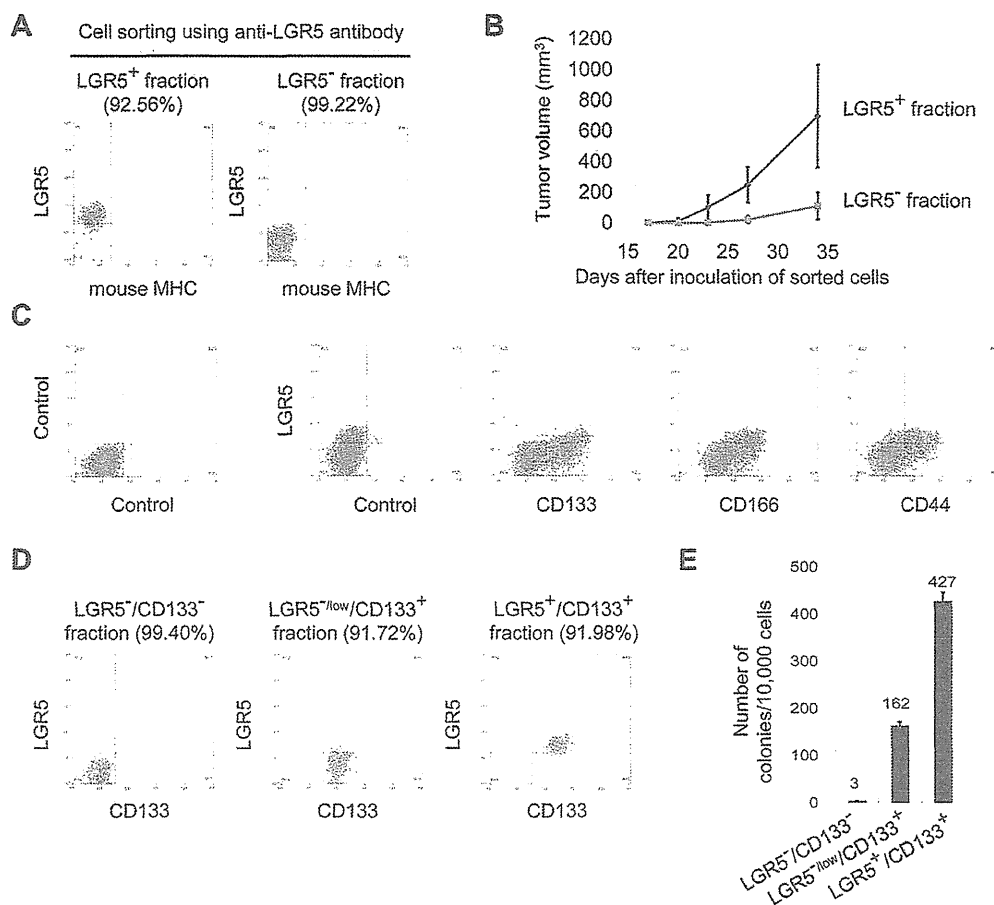 A
Cell sorting using anti-LGR5 antibody
LGR5+ fraction
(92.56%)
LGR5- fraction
(99.22%)
LGR5
LGR5
mouse MHC
mouse MHC
B
Tumor volume (mm3)
1200
1000
800
600
400
200
0
15
20
25
30
35
Days after inoculation of sorted cells
LGR5+ fraction
LGR5- fraction
C
Control
LGR5
Control
Control
CD133
CD166
CD44
D
LGR5-/CD133-
fraction (99.40%)
LGR5-/low/CD133+
fraction (91.72%)
LGR5+/CD133+
fraction (91.98%)
LGR5
LGR5
LGR5
CD133
CD133
CD133
E
Number of
colonies/10,000 cells
500
400
300
200
100
0
3
162
427
LGR5-/CD133-
LGR5-/low/CD133+
LGR5+/CD133+